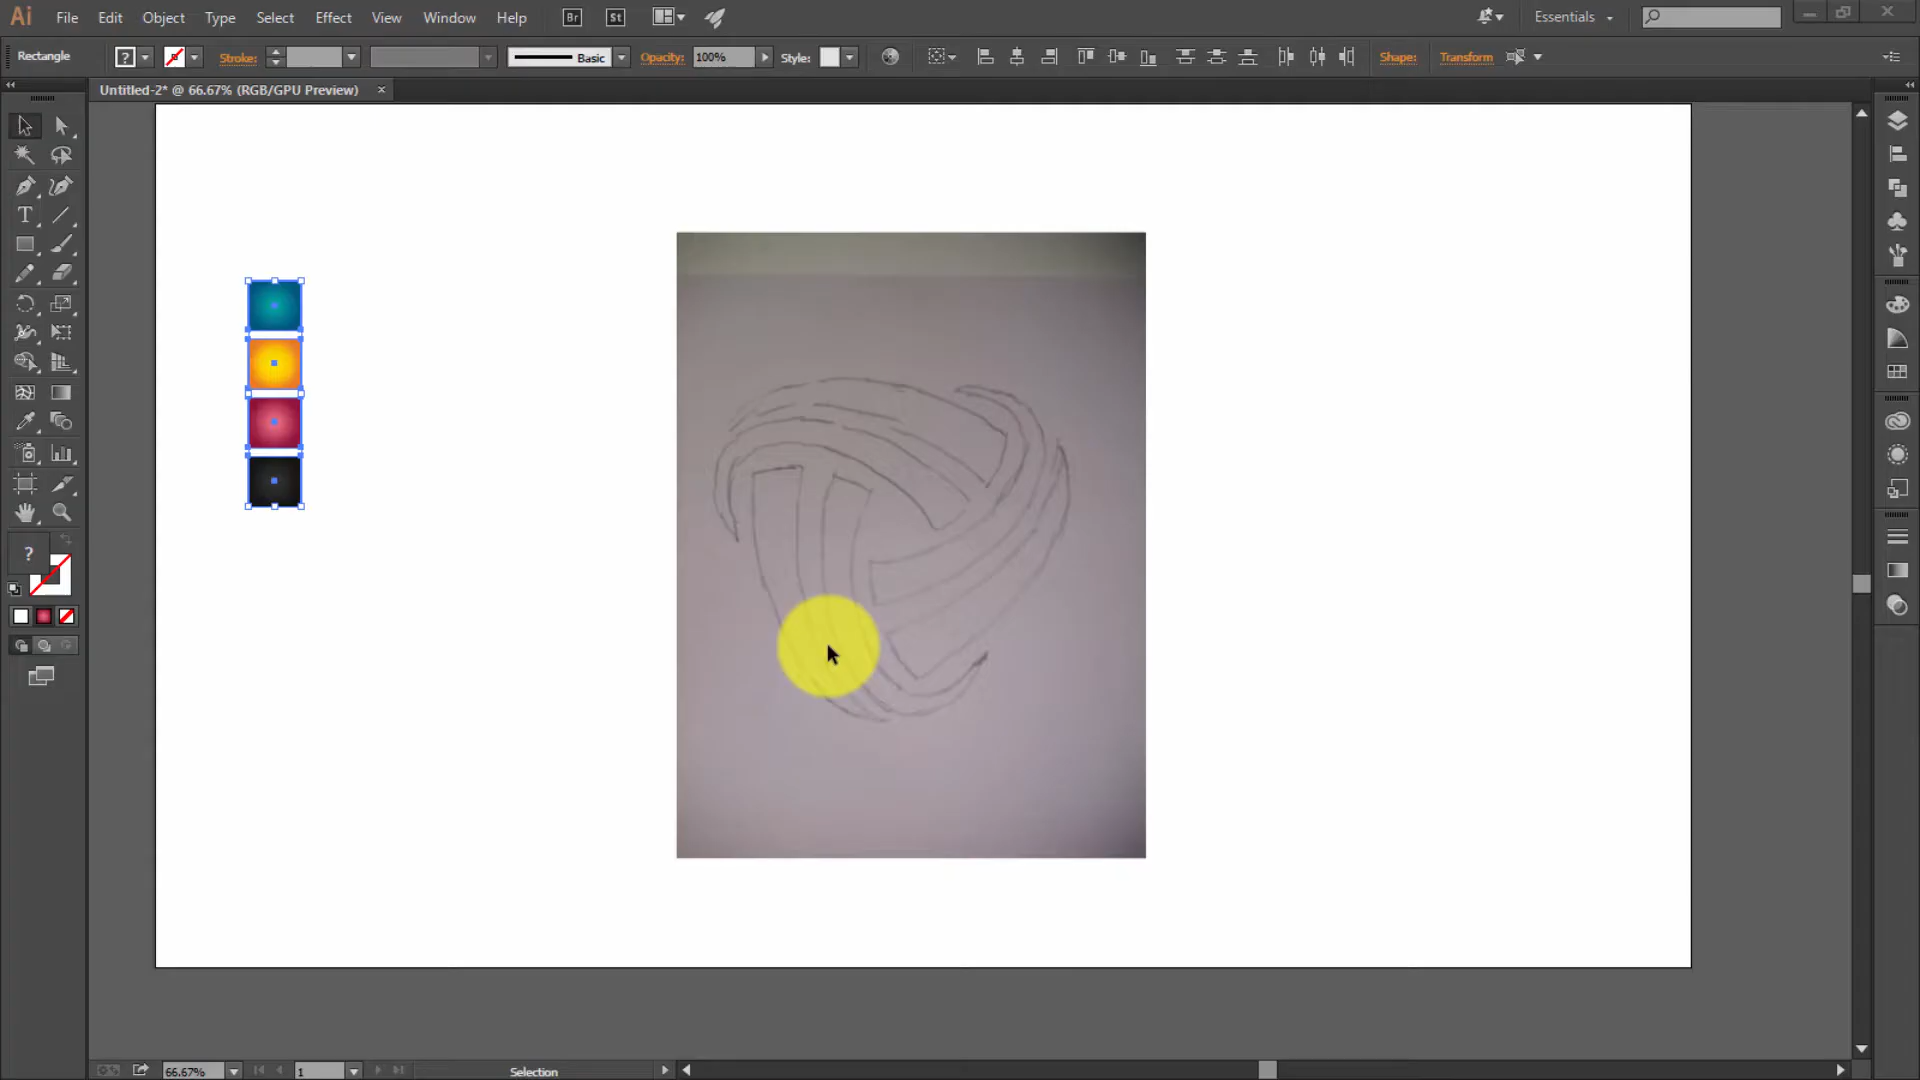 Ai File Edit Object Type Select Effect View Window Help Br St Essentials
Rectangle ? Stroke: Basic Opacity: 100% Style: Shape: Transform
Untitled-2* @ 66.67% (RGB/GPU Preview) ×
T
?
66.67% 1 Selection